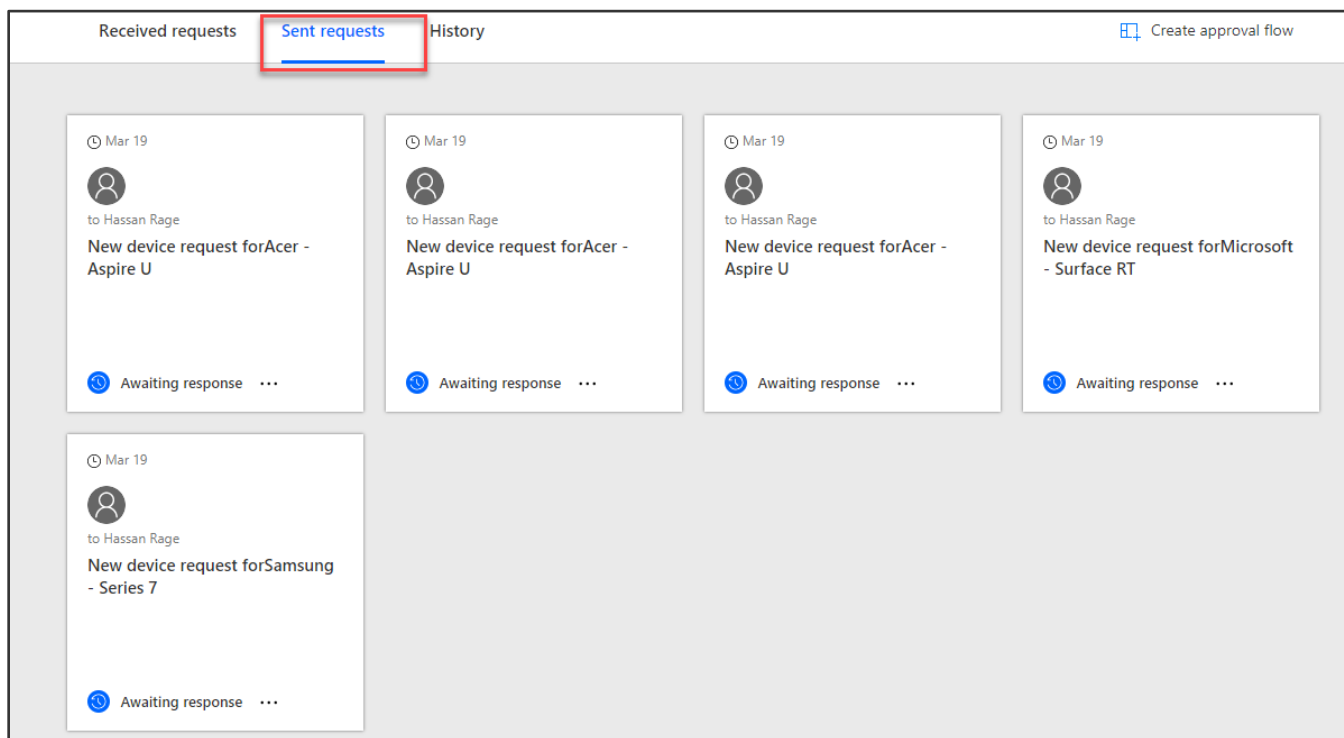 Received requests Sent requests History Create approval flow
Mar 19
to Hassan Rage
New device request forAcer -
Aspire U
Awaiting response ...
Mar 19
to Hassan Rage
New device request forAcer -
Aspire U
Awaiting response ...
Mar 19
to Hassan Rage
New device request forAcer -
Aspire U
Awaiting response ...
Mar 19
to Hassan Rage
New device request forMicrosoft
- Surface RT
Awaiting response ...
Mar 19
to Hassan Rage
New device request forSamsung
- Series 7
Awaiting response ...